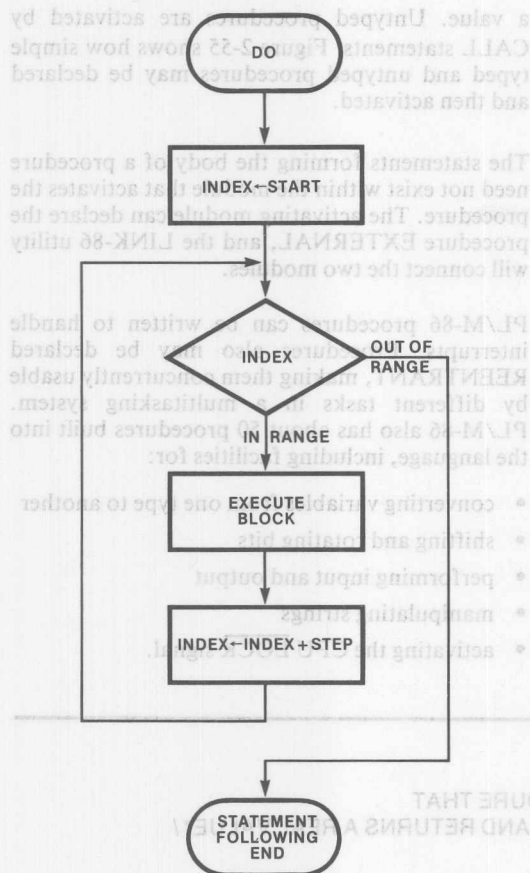 DO
INDEX←START
INDEX
OUT OF
RANGE
IN RANGE
EXECUTE
BLOCK
INDEX←INDEX+STEP
STATEMENT
FOLLOWING
END
a value. Untyped procedures are activated by
CALL statements. Figure 2-55 shows how simple
typed and untyped procedures may be declared
and then activated.
The statements forming the body of a procedure
need not exist within the module that activates the
procedure. The activating module can declare the
procedure EXTERNAL, and the LINK-86 utility
will connect the two modules.
PL/M-86 procedures can be written to handle
interrupts. Procedures also may be declared
REENTRANT, making them concurrently usable
by different tasks in a multitasking system.
PL/M-86 also has about 50 procedures built into
the language, including facilities for:
• converting variables from one type to another
• shifting and rotating bits
• performing input and output
• manipulating strings
• activating the CPU LOCK signal.
URE THAT
AND RETURNS A */